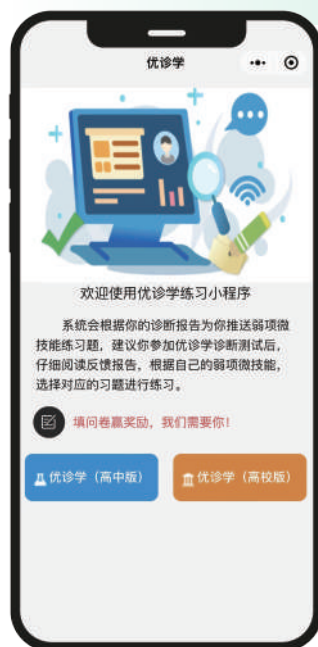 优诊学
欢迎使用优诊学练习小程序
系统会根据你的诊断报告为你推送弱项微
技能练习题，建议你参加优诊学诊断测试后，
仔细阅读反馈报告，根据自己的弱项微技能，
选择对应的习题进行练习。
填问卷赢奖励，我们需要你！
优诊学（高中版）
优诊学（高校版）